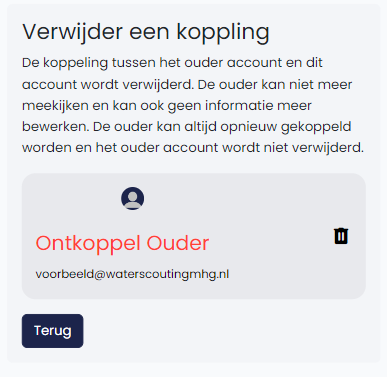 Verwijder een koppling
De koppeling tussen het ouder account en dit
account wordt verwijderd. De ouder kan niet meer
meekijken en kan ook geen informatie meer
bewerken. De ouder kan altijd opnieuw gekoppeld
worden en het ouder account wordt niet verwijderd.
Ontkoppel Ouder
voorbeeld@waterscoutingmhg.nl
Terug